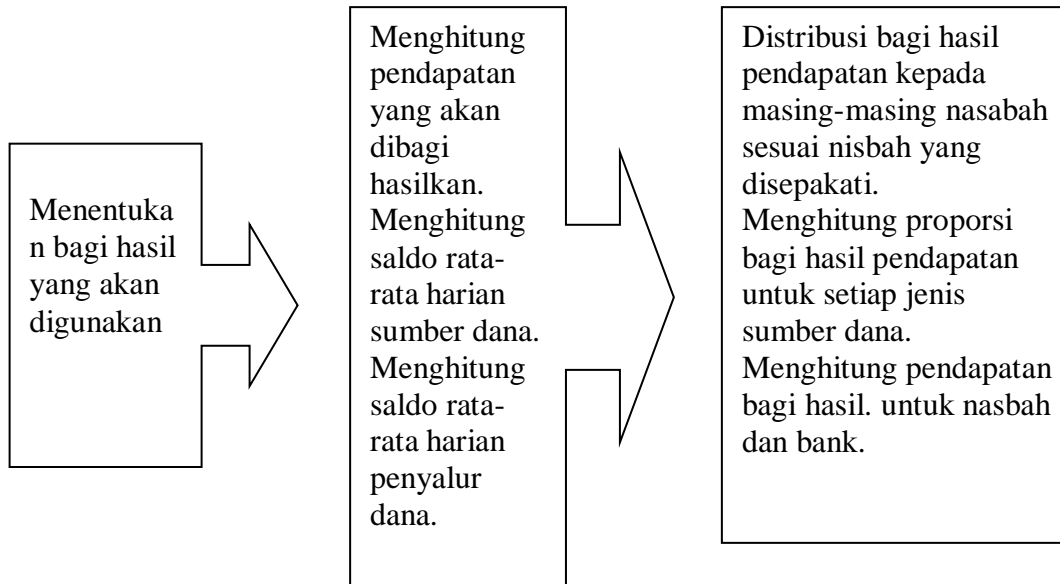 Menentuka
n bagi hasil
yang akan
digunakan
Menghitung
pendapatan
yang akan
dibagi
hasilkan.
Menghitung
saldo rata-
rata harian
sumber dana.
Menghitung
saldo rata-
rata harian
penyalur
dana.
Distribusi bagi hasil
pendapatan kepada
masing-masing nasabah
sesuai nisbah yang
disepakati.
Menghitung proporsi
bagi hasil pendapatan
untuk setiap jenis
sumber dana.
Menghitung pendapatan
bagi hasil. untuk nasbah
dan bank.